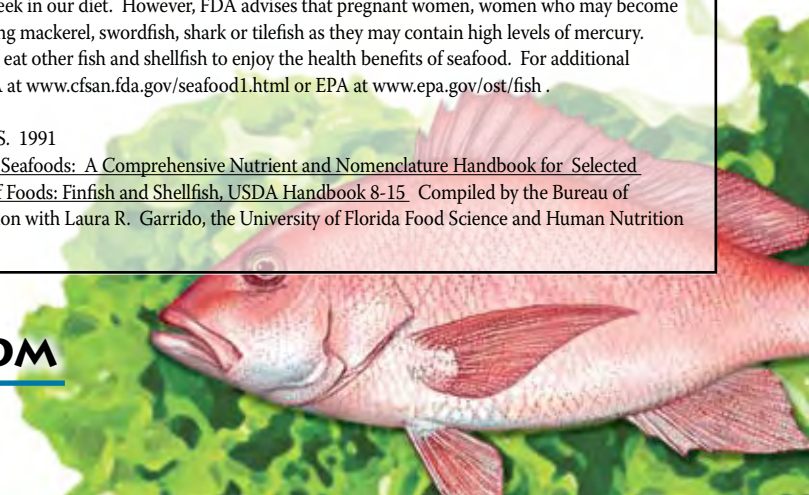 eek in our diet. However, FDA advises that pregnant women, women who may become
ng mackerel, swordfish, shark or tilefish as they may contain high levels of mercury.
eat other fish and shellfish to enjoy the health benefits of seafood. For additional
A at www.cfsan.fda.gov/seafood1.html or EPA at www.epa.gov/ost/fish .
S. 1991
Seafoods: A Comprehensive Nutrient and Nomenclature Handbook for Selected
f Foods: Finfish and Shellfish, USDA Handbook 8-15 Compiled by the Bureau of
on with Laura R. Garrido, the University of Florida Food Science and Human Nutrition
OM